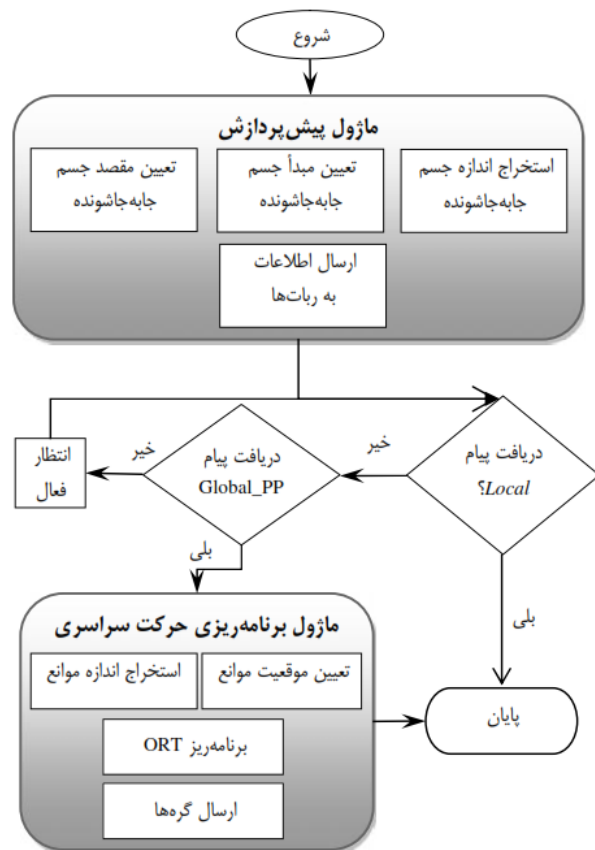 شروع
ماژول پیش‌پردازش
استخراج اندازه جسم
جابه‌جاشونده
تعیین مبدأ جسم
جابه‌جاشونده
تعیین مقصد جسم
جابه‌جاشونده
ارسال اطلاعات
به ربات‌ها
دریافت پیام
Local؟
خیر
دریافت پیام
Global_PP
خیر
انتظار
فعال
بلی
بلی
ماژول برنامه‌ریزی حرکت سراسری
تعیین موقعیت موانع
استخراج اندازه موانع
برنامه‌ریز ORT
ارسال گره‌ها
پایان